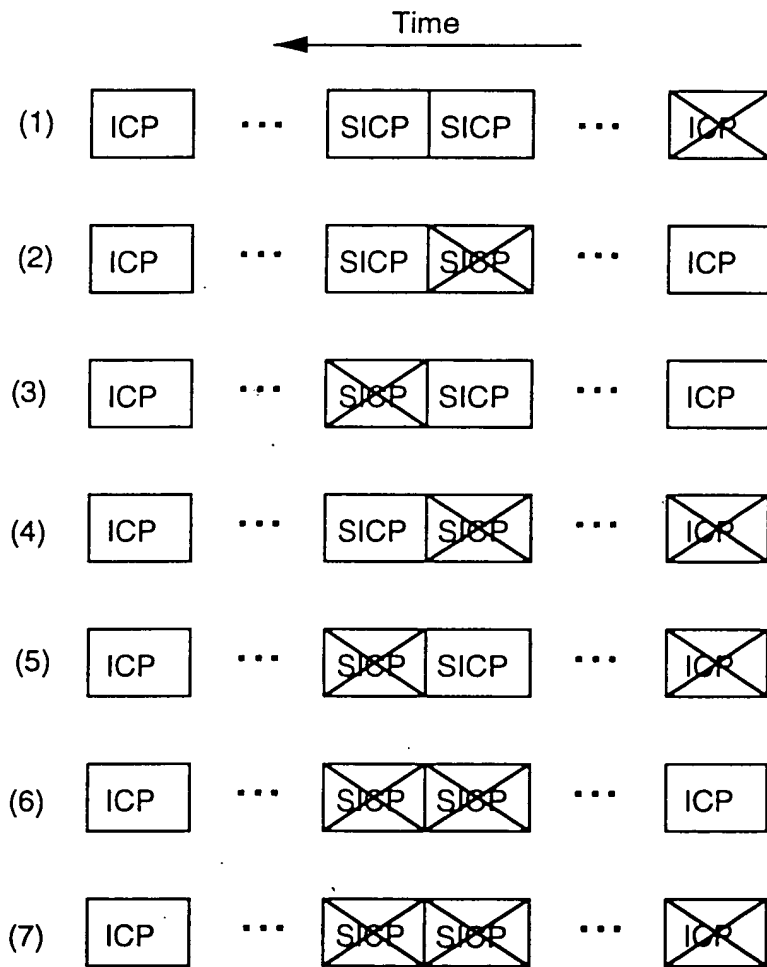 Time
(1) ICP ... SICP SICP ... ICP
(2) ICP ... SICP SICP ... ICP
(3) ICP ... SICP SICP ... ICP
(4) ICP ... SICP SICP ... ICP
(5) ICP ... SICP SICP ... ICP
(6) ICP ... SICP SICP ... ICP
(7) ICP ... SICP SICP ... ICP